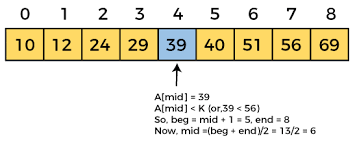 0 1 2 3 4 5 6 7 8
10 12 24 29 39 40 51 56 69
A[mid] = 39
A[mid] < K (or,39 < 56)
So, beg = mid + 1 = 5, end = 8
Now, mid =(beg + end)/2 = 13/2 = 6